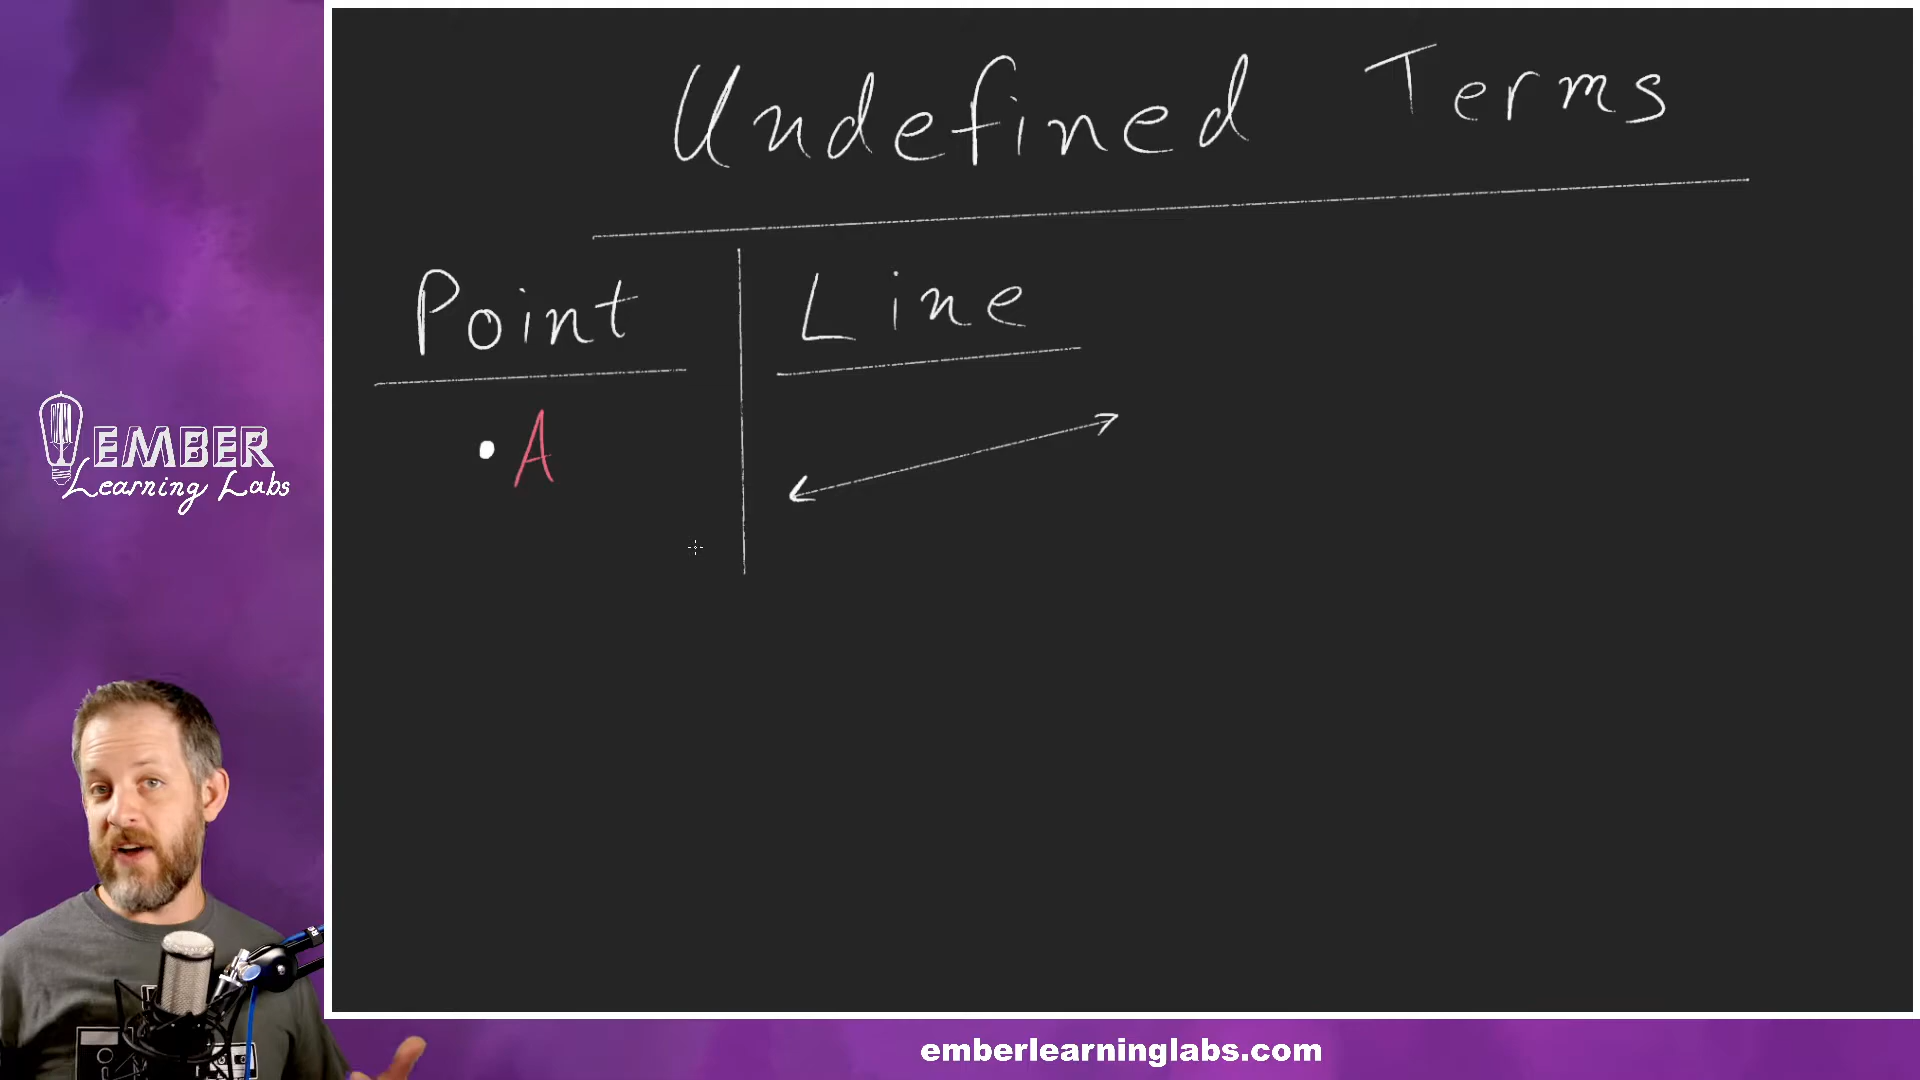 Undefined Terms
Point
Line
A
EMBER
Learning Labs
emberlearninglabs.com